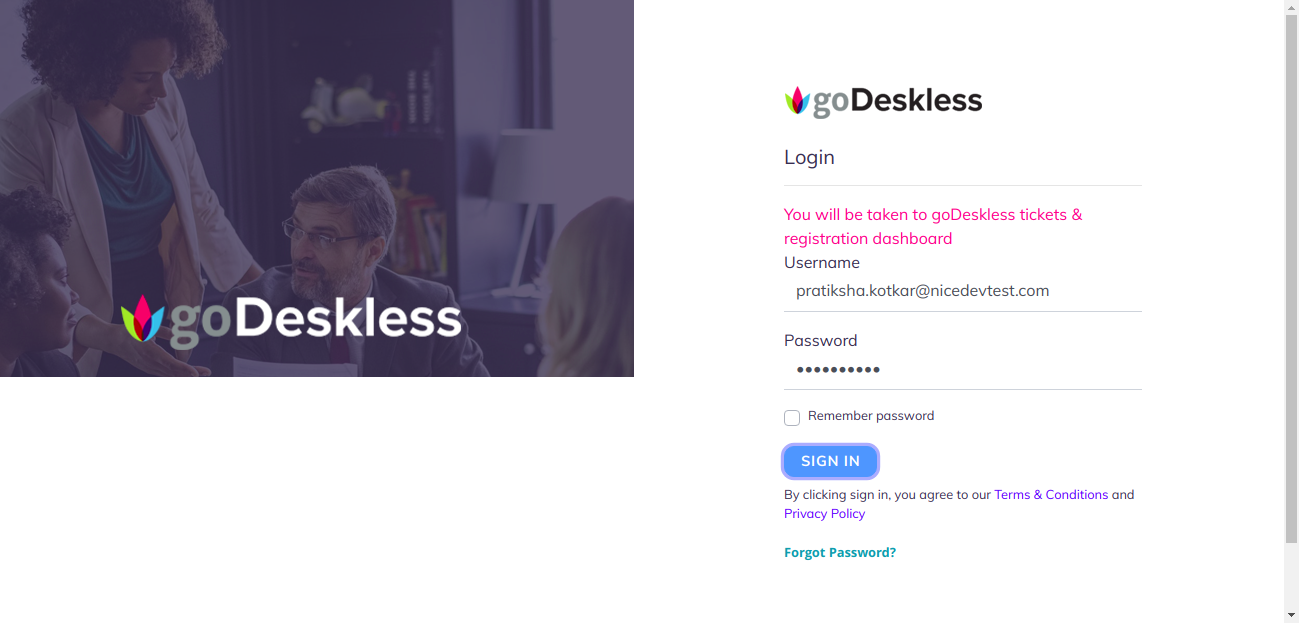 goDeskless
goDeskless
Login
You will be taken to goDeskless tickets &
registration dashboard
Username
pratiksha.kotkar@nicedevtest.com
Password
••••••••••
Remember password
SIGN IN
By clicking sign in, you agree to our Terms & Conditions and
Privacy Policy
Forgot Password?